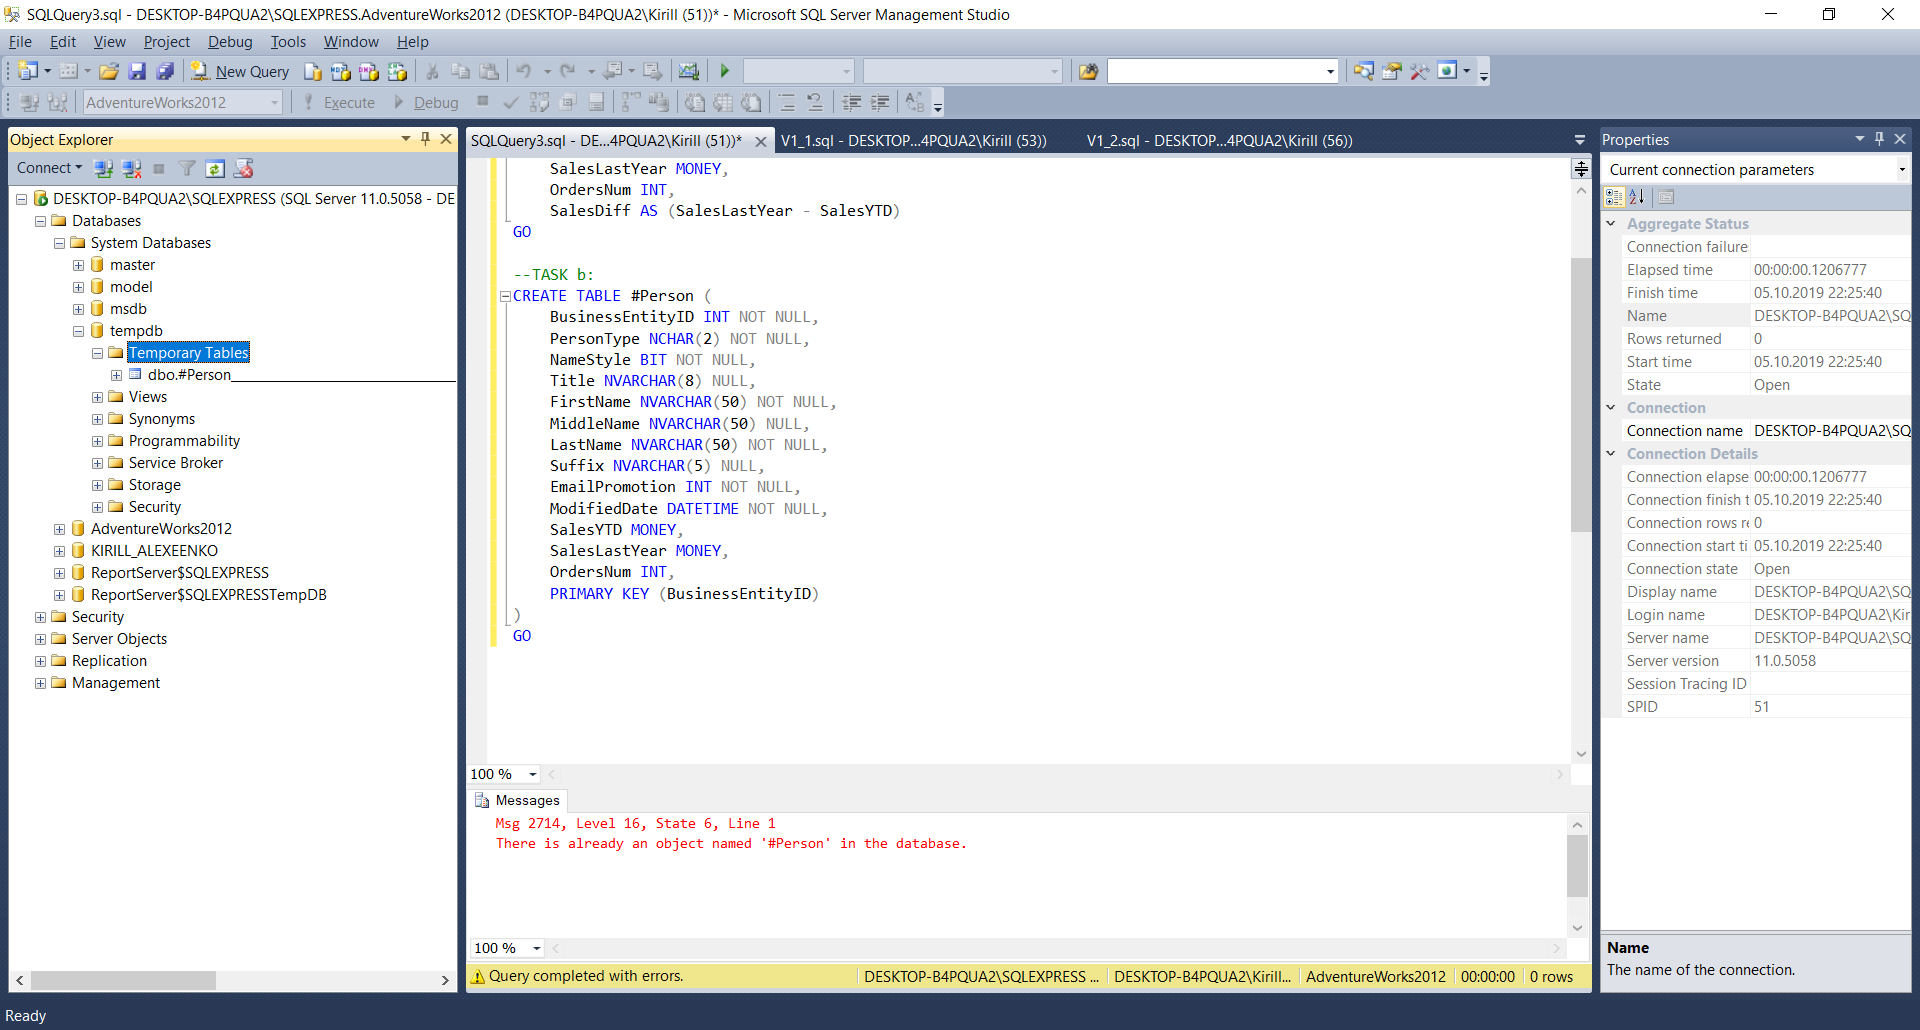 SQLQuery3.sql - DESKTOP-B4PQUA2\SQLEXPRESS.AdventureWorks2012 (DESKTOP-B4PQUA2\Kirill (51))* - Microsoft SQL Server Management Studio
File Edit View Project Debug Tools Window Help
New Query
AdventureWorks2012 Execute Debug
Object Explorer
Connect
DESKTOP-B4PQUA2\SQLEXPRESS (SQL Server 11.0.5058 - DE
Databases
System Databases
master
model
msdb
tempdb
Temporary Tables
dbo.#Person
Views
Synonyms
Programmability
Service Broker
Storage
Security
AdventureWorks2012
KIRILL_ALEXEENKO
ReportServer$SQLEXPRESS
ReportServer$SQLEXPRESSTempDB
Security
Server Objects
Replication
Management
SQLQuery3.sql - DE...4PQUA2\Kirill (51))* V1_1.sql - DESKTOP...4PQUA2\Kirill (53)) V1_2.sql - DESKTOP...4PQUA2\Kirill (56))
SalesLastYear MONEY,
OrdersNum INT,
SalesDiff AS (SalesLastYear - SalesYTD)
GO
--TASK b:
CREATE TABLE #Person (
BusinessEntityID INT NOT NULL,
PersonType NCHAR(2) NOT NULL,
NameStyle BIT NOT NULL,
Title NVARCHAR(8) NULL,
FirstName NVARCHAR(50) NOT NULL,
MiddleName NVARCHAR(50) NULL,
LastName NVARCHAR(50) NOT NULL,
Suffix NVARCHAR(5) NULL,
EmailPromotion INT NOT NULL,
ModifiedDate DATETIME NOT NULL,
SalesYTD MONEY,
SalesLastYear MONEY,
OrdersNum INT,
PRIMARY KEY (BusinessEntityID)
)
GO
100 %
Messages
Msg 2714, Level 16, State 6, Line 1
There is already an object named '#Person' in the database.
100 %
Query completed with errors. DESKTOP-B4PQUA2\SQLEXPRESS ... DESKTOP-B4PQUA2\Kirill... AdventureWorks2012 00:00:00 0 rows
Properties
Current connection parameters
Aggregate Status
Connection failure
Elapsed time 00:00:00.1206777
Finish time 05.10.2019 22:25:40
Name DESKTOP-B4PQUA2\SQ
Rows returned 0
Start time 05.10.2019 22:25:40
State Open
Connection
Connection name DESKTOP-B4PQUA2\SQ
Connection Details
Connection elapse 00:00:00.1206777
Connection finish t 05.10.2019 22:25:40
Connection rows re 0
Connection start ti 05.10.2019 22:25:40
Connection state Open
Display name DESKTOP-B4PQUA2\SQ
Login name DESKTOP-B4PQUA2\Kir
Server name DESKTOP-B4PQUA2\SQ
Server version 11.0.5058
Session Tracing ID
SPID 51
Name
The name of the connection.
Ready